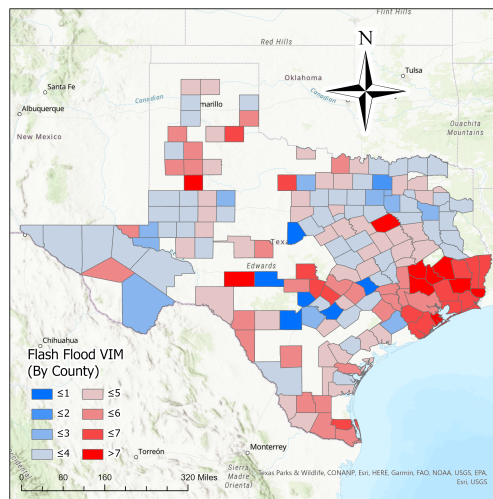 Flint Hills
Red Hills
N
Tulsa
Santa Fe
Oklahoma
Canadian
Canadian
marillo
Albuquerque
New Mexico
Ouachita
Mountains
Texa
Edwards
Chihuahua
Flash Flood VIM
(By County)
≤1
≤5
≤2
≤6
≤3
≤7
≤4
>7
Torreón
Monterrey
Sierra
Madre
Oriental
0
80
160
320 Miles
Texas Parks & Wildlife, CONANP, Esri, HERE, Garmin, FAO, NOAA, USGS, EPA,
Esri, USGS